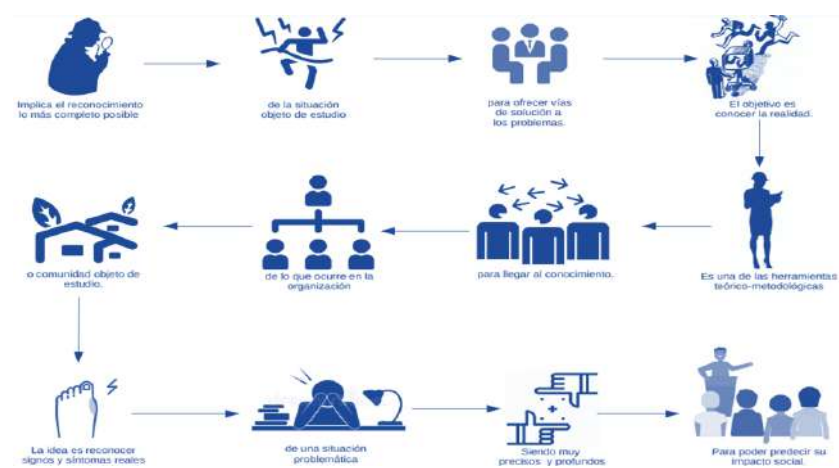 Implica el reconocimiento
lo más completo posible
de la situación
objeto de estudio
para ofrecer vías
de solución a
los problemas.
El objetivo es
conocer la realidad.
Es una de las herramientas
teórico-metodológicas
para llegar al conocimiento.
de lo que ocurre en la
organización
o comunidad objeto de
estudio.
La idea es reconocer
signos y síntomas reales
de una situación
problemática
Siendo muy
precisos y profundos
Para poder predecir su
impacto social.